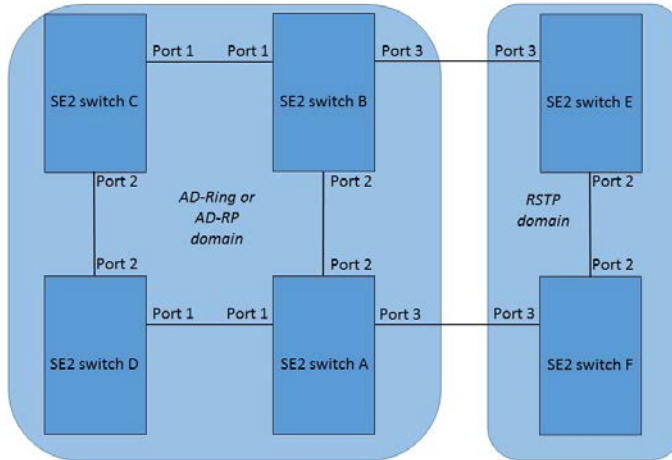 Port 1 Port 1 Port 3 Port 3
SE2 switch C SE2 switch B SE2 switch E
Port 2 Port 2 Port 2
AD-Ring or
AD-RP
domain
RSTP
domain
Port 2 Port 2 Port 2
Port 1 Port 1 Port 3 Port 3
SE2 switch D SE2 switch A SE2 switch F